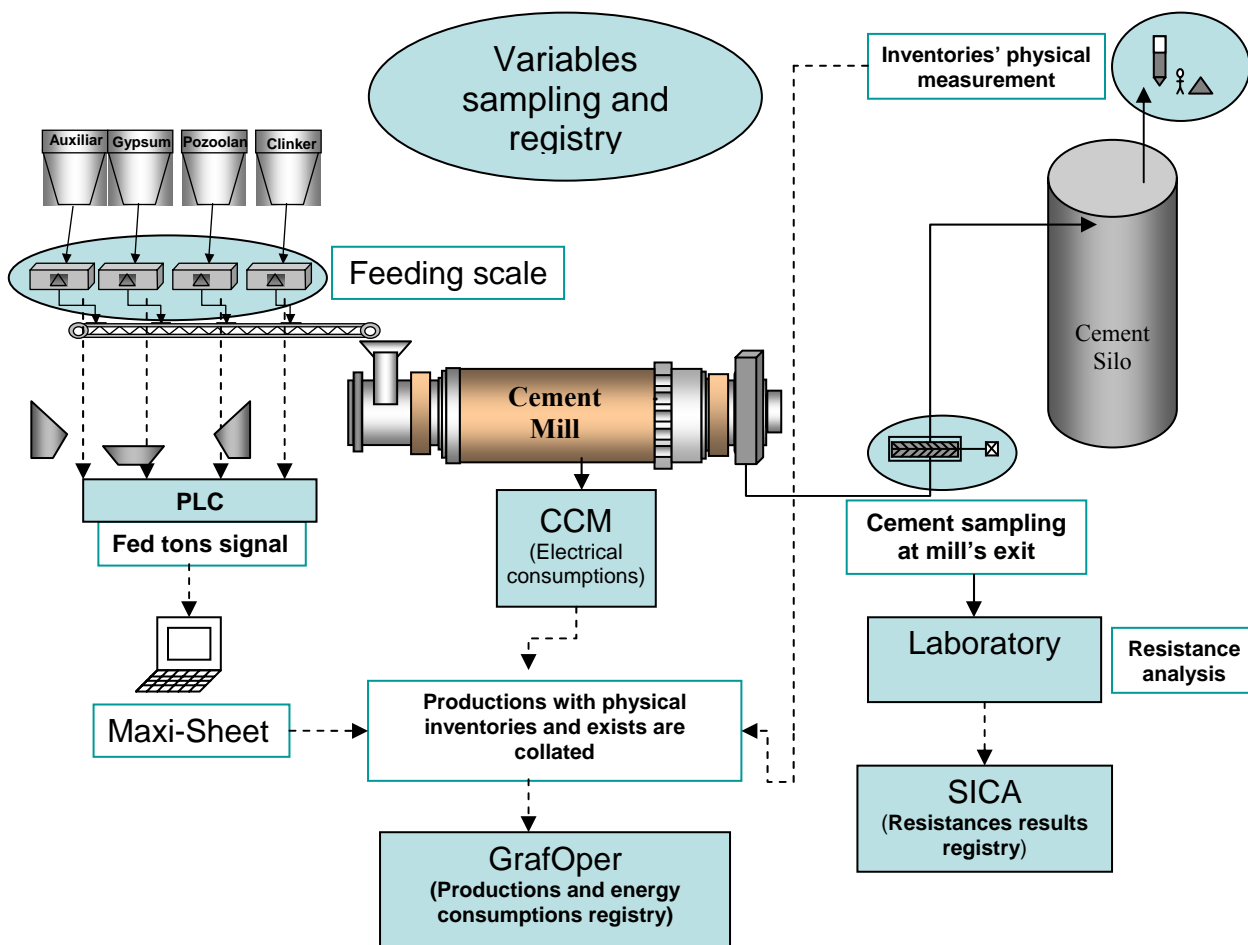 Variables
sampling and
registry
Inventories' physical
measurement
Auxiliar
Gypsum
Pozoolan
Clinker
Feeding scale
Cement
Silo
Cement
Mill
PLC
Fed tons signal
CCM
(Electrical
consumptions)
Cement sampling
at mill's exit
Laboratory
Resistance
analysis
Maxi-Sheet
Productions with physical
inventories and exists are
collated
SICA
(Resistances results
registry)
GrafOper
(Productions and energy
consumptions registry)